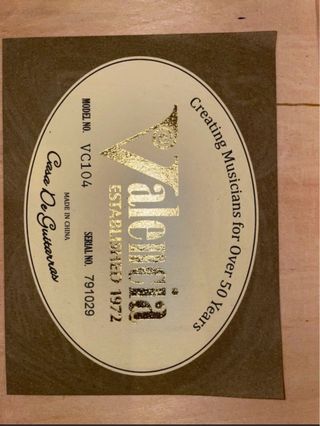 Creating Musicians for Over 50 Years
Valencia
ESTABLISHED 1972
MODEL NO. VC104 SERIAL NO. 791029
MADE IN CHINA
Casa De Guitarras